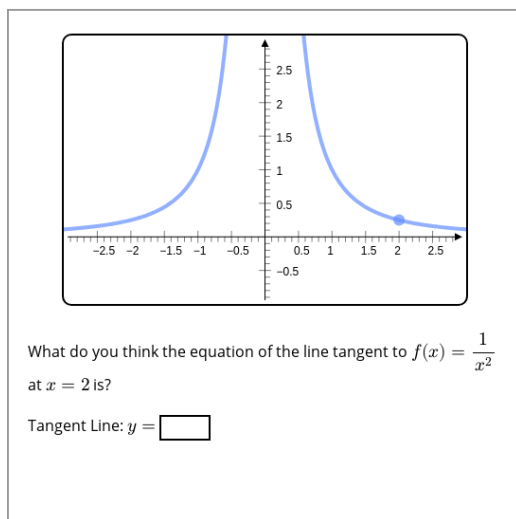 2.5
2
1.5
1
0.5
−2.5 −2 −1.5 −1 −0.5 0.5 1 1.5 2 2.5
−0.5
What do you think the equation of the line tangent to f(x) = 1/x²
at x = 2 is?
Tangent Line: y =